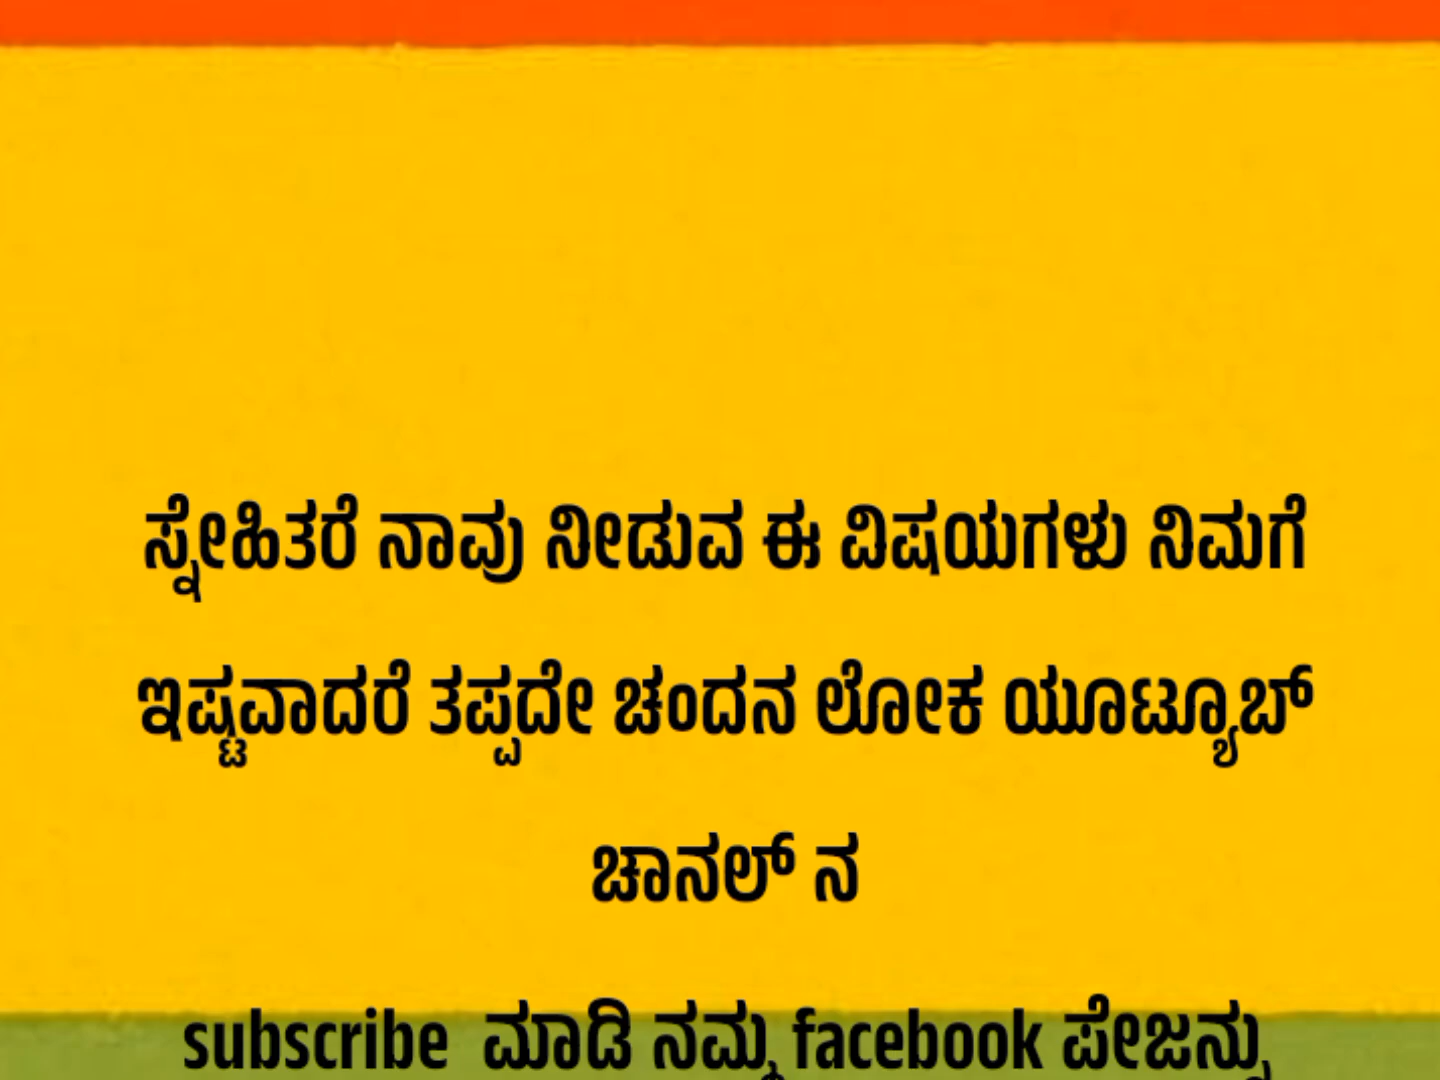 ಸ್ನೇಹಿತರೆ ನಾವು ನೀಡುವ ಈ ವಿಷಯಗಳು ನಿಮಗೆ
ಇಷ್ಟವಾದರೆ ತಪ್ಪದೇ ಚಂದನ ಲೋಕ ಯೂಟ್ಯೂಬ್
ಚಾನಲ್ ನ
subscribe ಮಾಡಿ ನಮ್ಮ facebook ಪೇಜನ್ನು